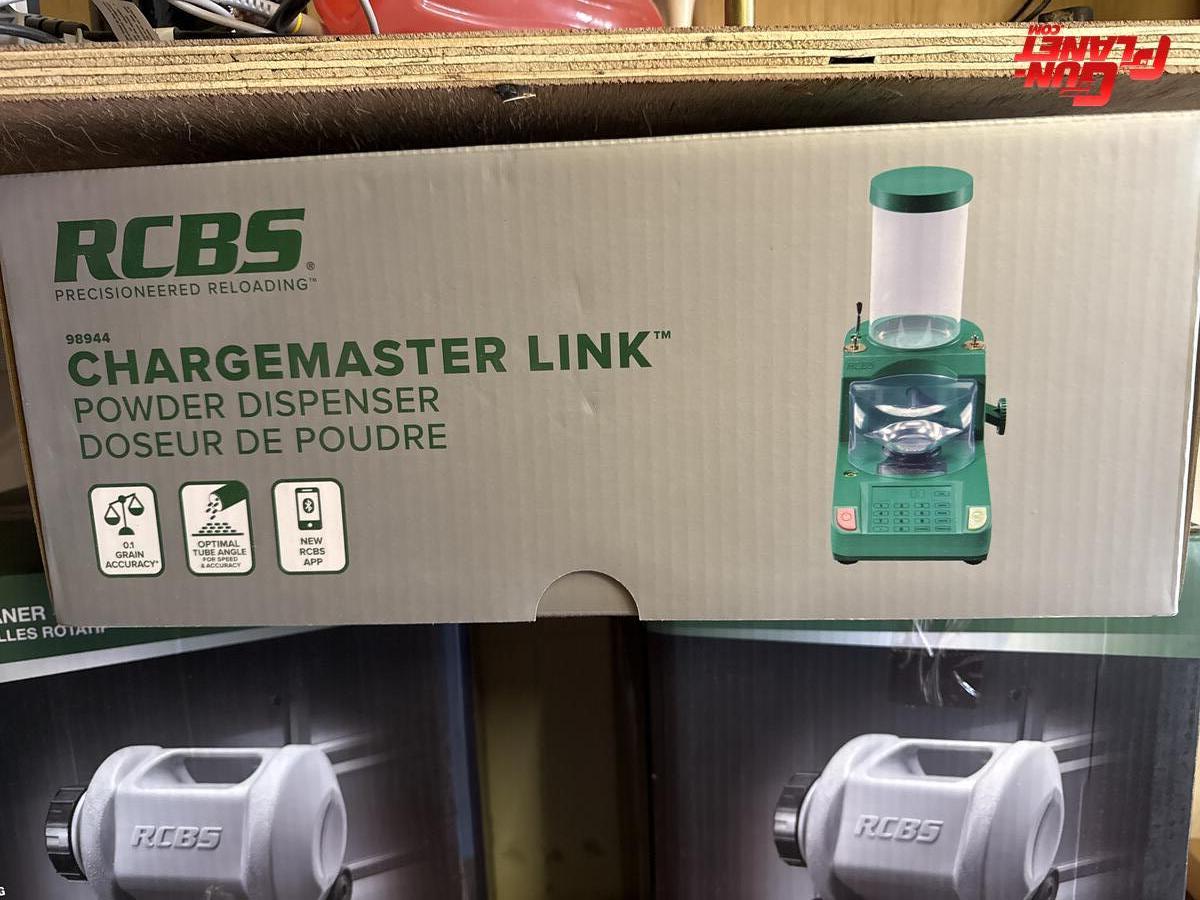 GUN
PLANET
.COM
RCBS®
PRECISIONEERED RELOADING™
98944
CHARGEMASTER LINK™
POWDER DISPENSER
DOSEUR DE POUDRE
0.1
GRAIN
ACCURACY*
OPTIMAL
TUBE ANGLE
FOR SPEED
& ACCURACY
NEW
RCBS
APP
RCBS
ANER
LLES ROTATIF
RCBS
RCBS
G